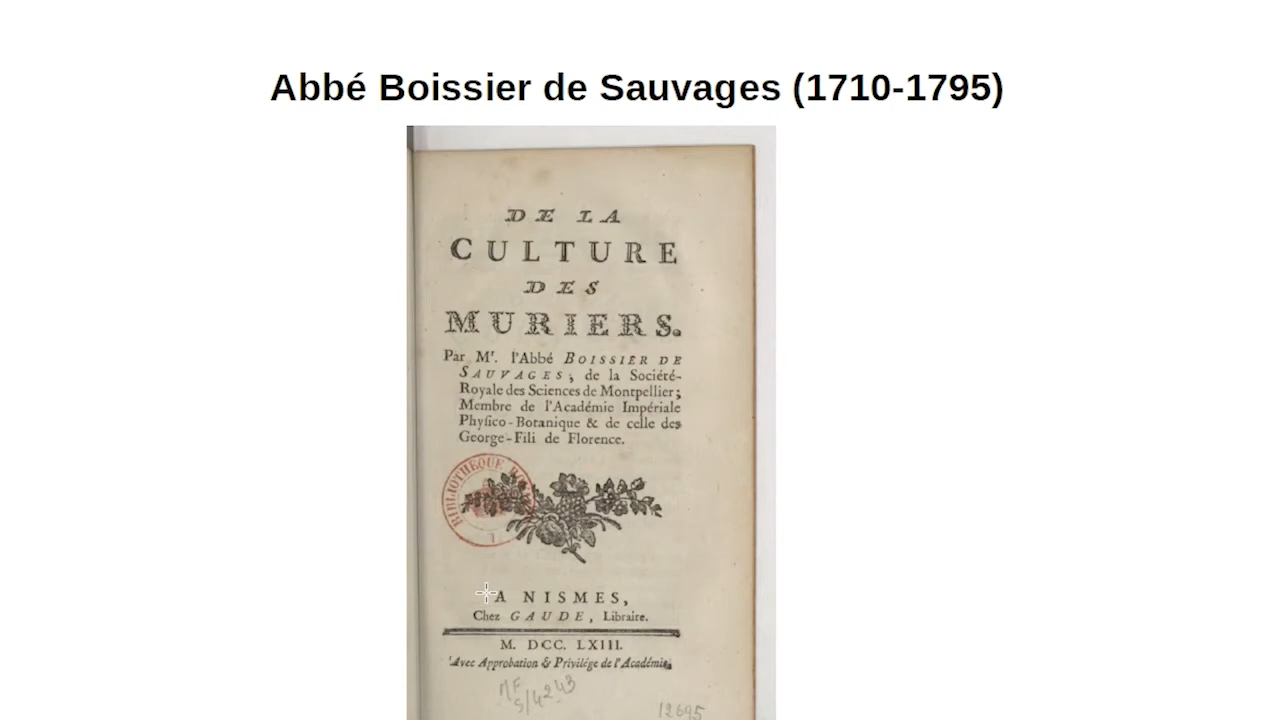 Abbé Boissier de Sauvages (1710-1795)
DE LA
CULTURE
DES
MURIERS.
Par Mr. l'Abbé BOISSIER DE
SAUVAGES, de la Société-
Royale des Sciences de Montpellier;
Membre de l'Académie Impériale
Physico-Botanique & de celle des
George-Fili de Florence.
BIBLIOTHEQUE
A NISMES,
Chez GAUDE, Libraire.
M. DCC. LXIII.
Avec Approbation & Privilége de l'Académie.
12695